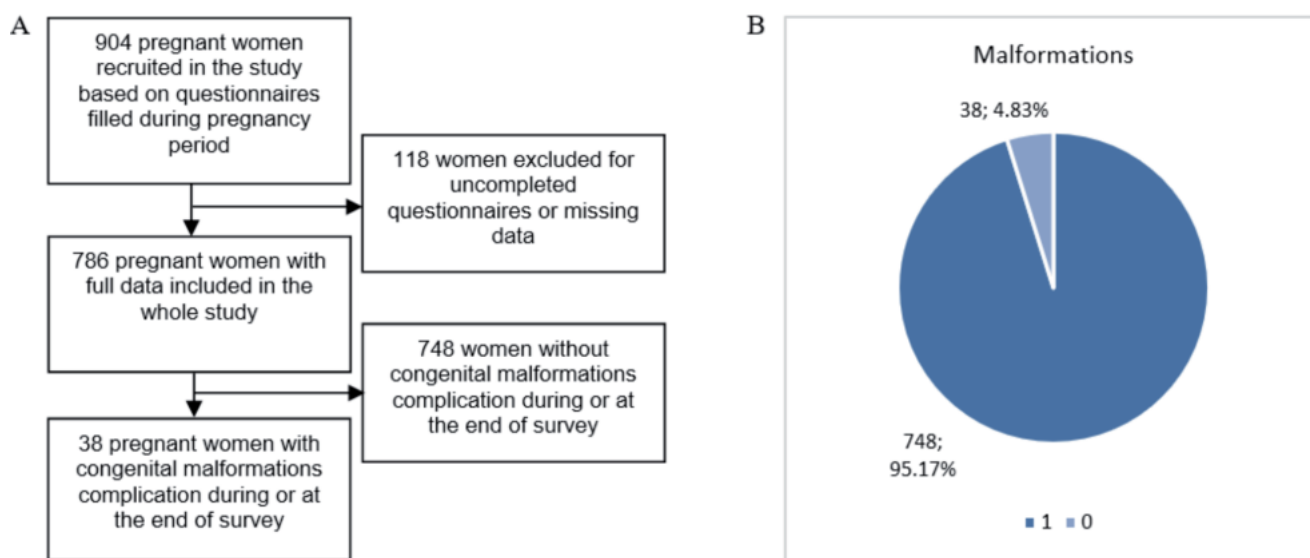 A
904 pregnant women
recruited in the study
based on questionnaires
filled during pregnancy
period
118 women excluded for
uncompleted
questionnaires or missing
data
786 pregnant women with
full data included in the
whole study
748 women without
congenital malformations
complication during or at
the end of survey
38 pregnant women with
congenital malformations
complication during or at
the end of survey
B
Malformations
38; 4.83%
748;
95.17%
1 0